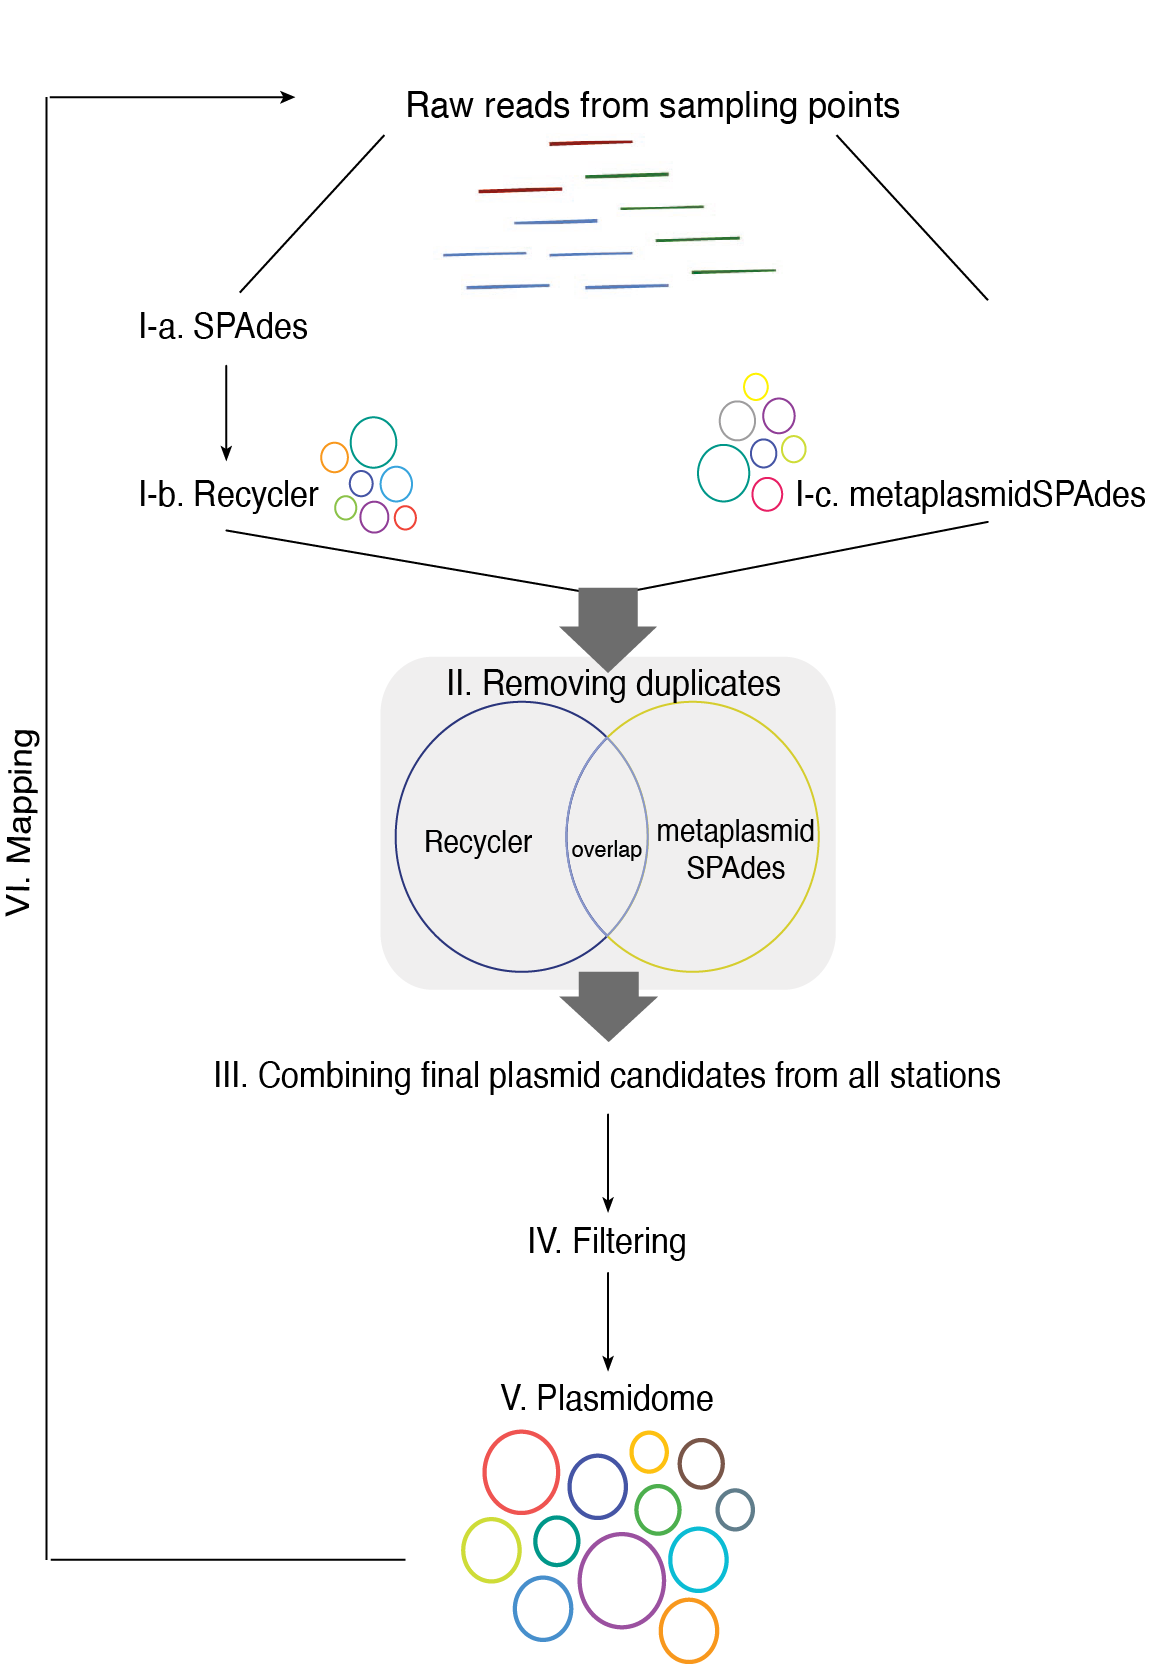 Raw reads from sampling points
I-a. SPAdes
I-b. Recycler
I-c. metaplasmidSPAdes
II. Removing duplicates
Recycler
overlap
metaplasmid
SPAdes
III. Combining final plasmid candidates from all stations
IV. Filtering
V. Plasmidome
VI. Mapping